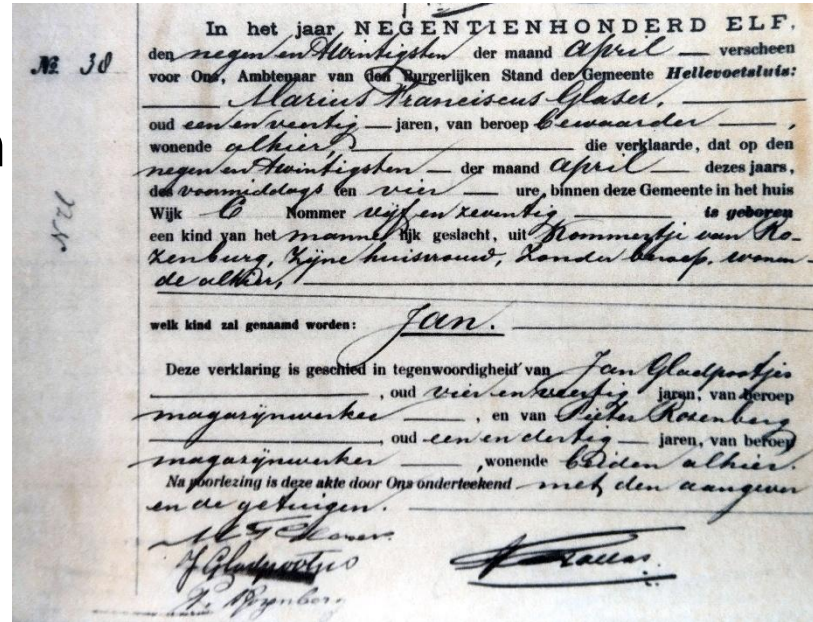 n
In het jaar NEGENTIENHONDERD ELF,
№ 38 den negen en twintigsten der maand April — verscheen
voor Ons, Ambtenaar van den Burgerlijken Stand der Gemeente Hellevoetsluis:
Marius Franciscus Glaser,
oud een en veertig — jaren, van beroep Bewaarder —,
wonende alhier, die verklaarde, dat op den
negen en twintigsten — der maand April — dezes jaars,
des voormiddags ten vier — ure, binnen deze Gemeente in het huis
Wijk C Nommer vijf en zeventig is geboren
een kind van het mannelijk geslacht, uit Kommertje van Ro-
zenburg, zijne huisvrouw, zonder beroep, wonen-
de alhier,
welk kind zal genaamd worden: Jan.
Deze verklaring is geschied in tegenwoordigheid van Jan Gladpootjes
, oud vier en veertig jaren, van beroep
magazijnwerker —, en van Pieter Rozenberg
, oud een en dertig — jaren, van beroep
magazijnwerker —, wonende beiden alhier.
Na voorlezing is deze akte door Ons onderteekend met den aangever
en de getuigen.
M F Glaser
J Gladpootjes
P. Rozenberg